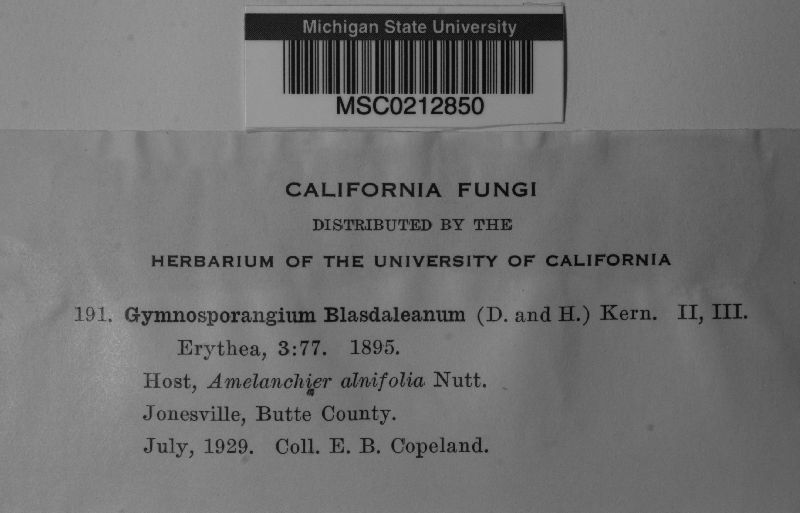 Michigan State University
MSC0212850
CALIFORNIA FUNGI
DISTRIBUTED BY THE
HERBARIUM OF THE UNIVERSITY OF CALIFORNIA
191. Gymnosporangium Blasdaleanum (D. and H.) Kern. II, III.
Erythea, 3:77. 1895.
Host, Amelanchier alnifolia Nutt.
Jonesville, Butte County.
July, 1929. Coll. E. B. Copeland.